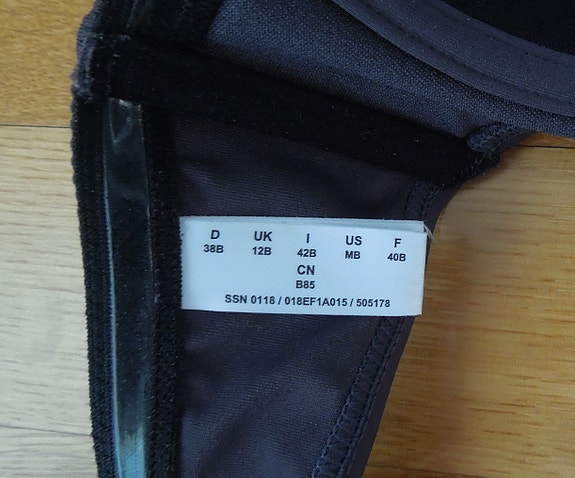 D UK I US F
38B 12B 42B MB 40B
CN
B85
SSN 0118 / 018EF1A015 / 505178